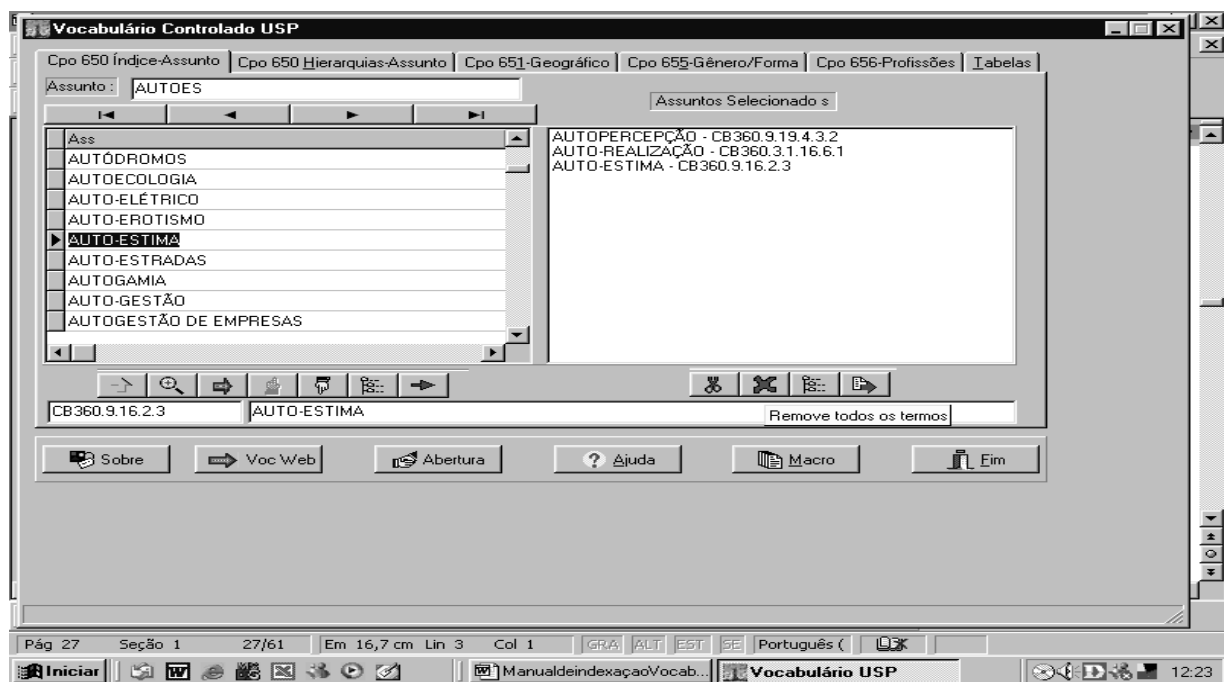 Vocabulário Controlado USP
Cpo 650 Índice-Assunto Cpo 650 Hierarquias-Assunto Cpo 651-Geográfico Cpo 655-Gênero/Forma Cpo 656-Profissões Tabelas
Assunto : AUTOES
Assuntos Selecionado s
Ass
AUTÓDROMOS
AUTOECOLOGIA
AUTO-ELÉTRICO
AUTO-EROTISMO
AUTO-ESTIMA
AUTO-ESTRADAS
AUTOGAMIA
AUTO-GESTÃO
AUTOGESTÃO DE EMPRESAS
AUTOPERCEPÇÃO - CB360.9.19.4.3.2
AUTO-REALIZAÇÃO - CB360.3.1.16.6.1
AUTO-ESTIMA - CB360.9.16.2.3
CB360.9.16.2.3 AUTO-ESTIMA
Remove todos os termos
Sobre Voc Web Abertura Ajuda Macro Fim
Pág 27 Seção 1 27/61 Em 16,7 cm Lin 3 Col 1 GRA ALT EST SE Português (
Iniciar ManualdeindexaçaoVocab... Vocabulário USP 12:23